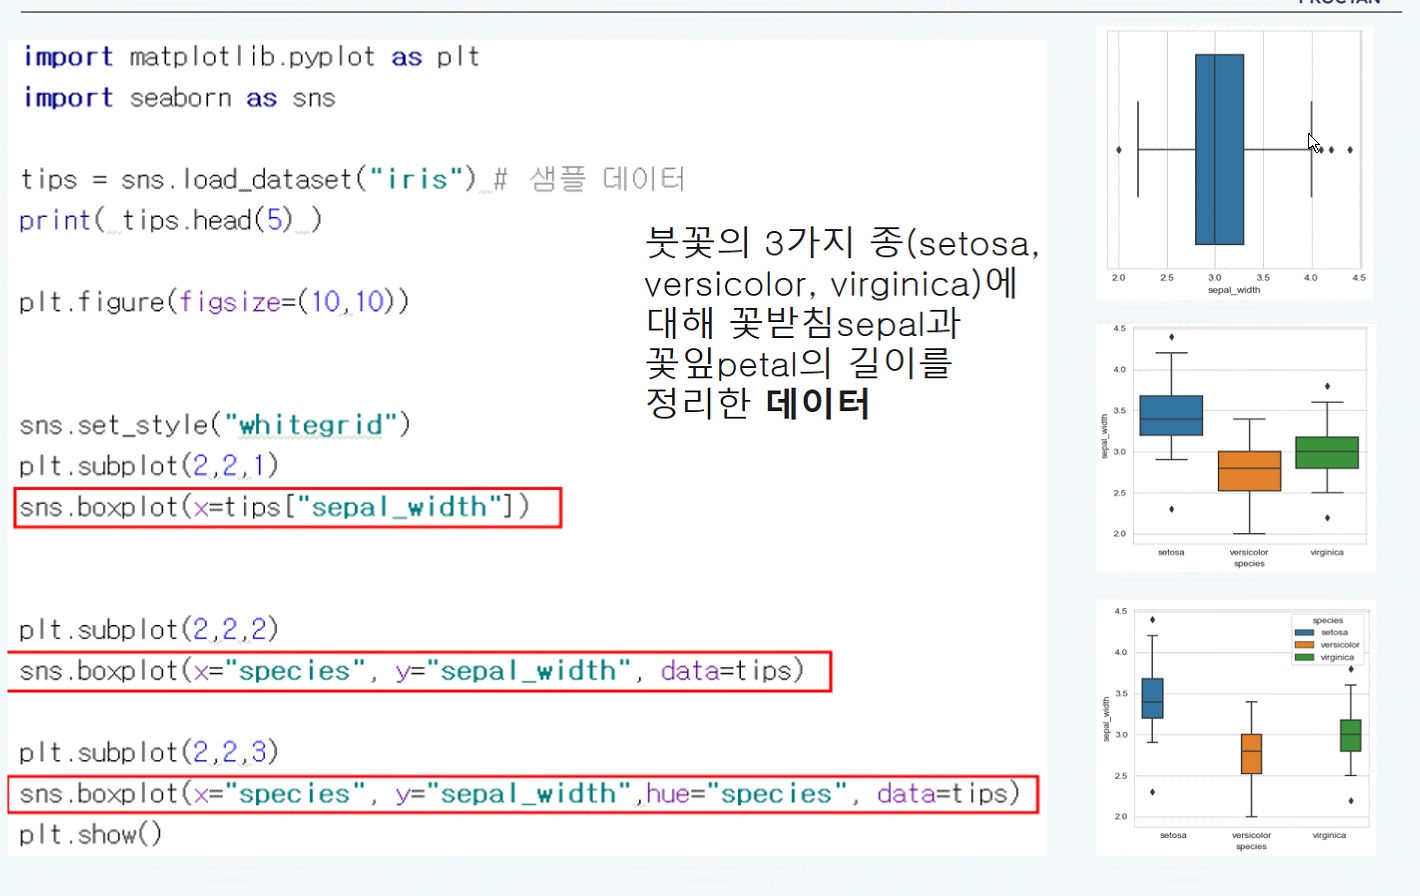 import matplotlib.pyplot as plt
import seaborn as sns
tips = sns.load_dataset("iris") # 샘플 데이터
print( tips.head(5) )
plt.figure(figsize=(10,10))
sns.set_style("whitegrid")
plt.subplot(2,2,1)
sns.boxplot(x=tips["sepal_width"])
plt.subplot(2,2,2)
sns.boxplot(x="species", y="sepal_width", data=tips)
plt.subplot(2,2,3)
sns.boxplot(x="species", y="sepal_width",hue="species", data=tips)
plt.show()
붓꽃의 3가지 종(setosa,
versicolor, virginica)에
대해 꽃받침sepal과
꽃잎petal의 길이를
정리한 데이터
2.0 2.5 3.0 3.5 4.0 4.5
sepal_width
4.5
4.0
3.5
3.0
2.5
2.0
sepal_width
setosa versicolor virginica
species
4.5
4.0
3.5
3.0
2.5
2.0
sepal_width
species
setosa
versicolor
virginica
setosa versicolor virginica
species